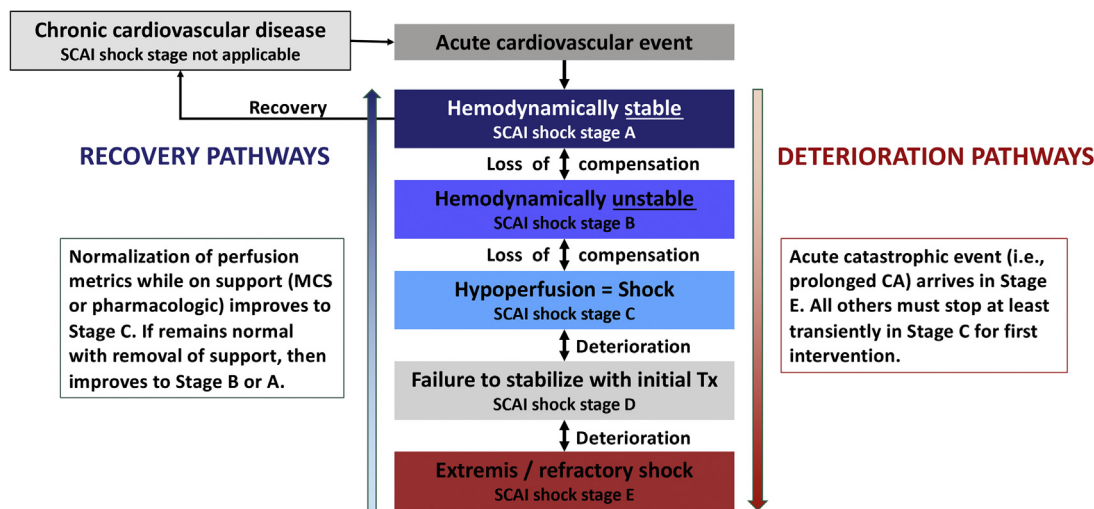 Chronic cardiovascular disease
SCAI shock stage not applicable
Acute cardiovascular event
Recovery
Hemodynamically stable
SCAI shock stage A
RECOVERY PATHWAYS
DETERIORATION PATHWAYS
Loss of compensation
Hemodynamically unstable
SCAI shock stage B
Loss of compensation
Normalization of perfusion
metrics while on support (MCS
or pharmacologic) improves to
Stage C. If remains normal
with removal of support, then
improves to Stage B or A.
Hypoperfusion = Shock
SCAI shock stage C
Acute catastrophic event (i.e.,
prolonged CA) arrives in Stage
E. All others must stop at least
transiently in Stage C for first
intervention.
Deterioration
Failure to stabilize with initial Tx
SCAI shock stage D
Deterioration
Extremis / refractory shock
SCAI shock stage E